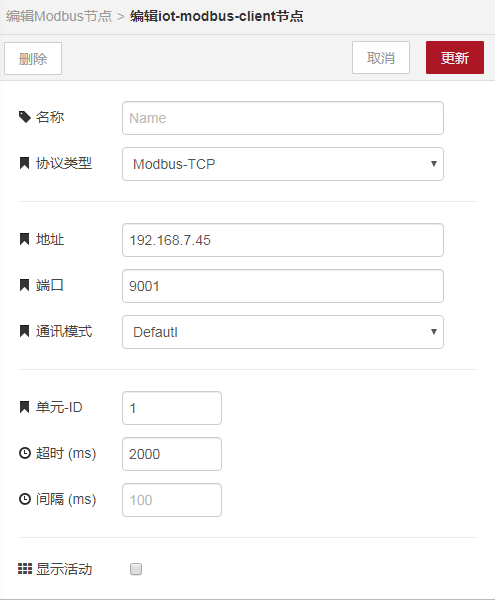 编辑Modbus节点 > 编辑iot-modbus-client节点
删除 取消 更新
名称 Name
协议类型 Modbus-TCP
地址 192.168.7.45
端口 9001
通讯模式 Defautl
单元-ID 1
超时 (ms) 2000
间隔 (ms) 100
显示活动